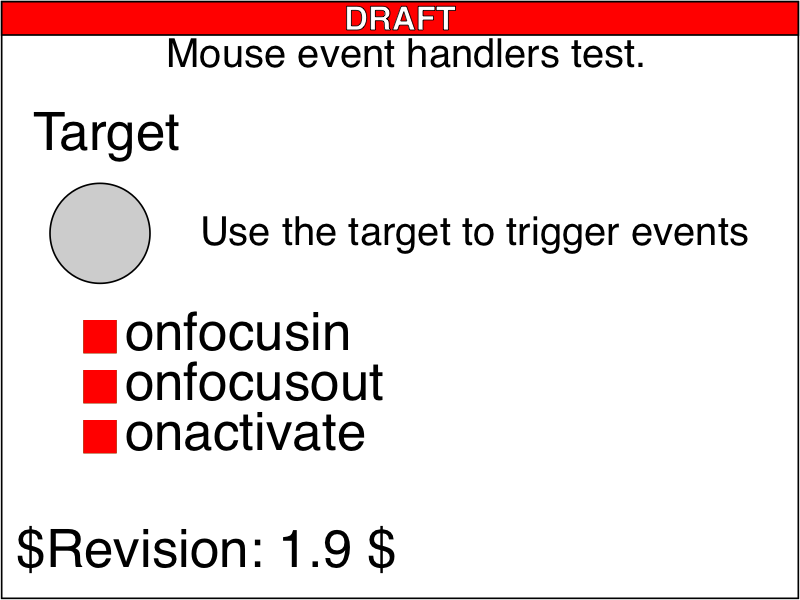 DRAFT
Mouse event handlers test.
Target
Use the target to trigger events
onfocusin
onfocusout
onactivate
$Revision: 1.9 $